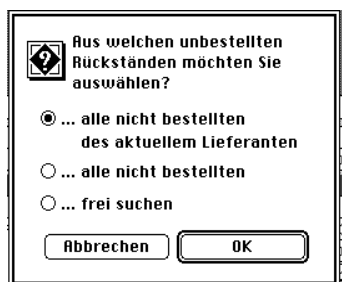 Aus welchen unbestellten
Rückständen möchten Sie
auswählen?
... alle nicht bestellten
des aktuellem Lieferanten
... alle nicht bestellten
... frei suchen
Abbrechen OK